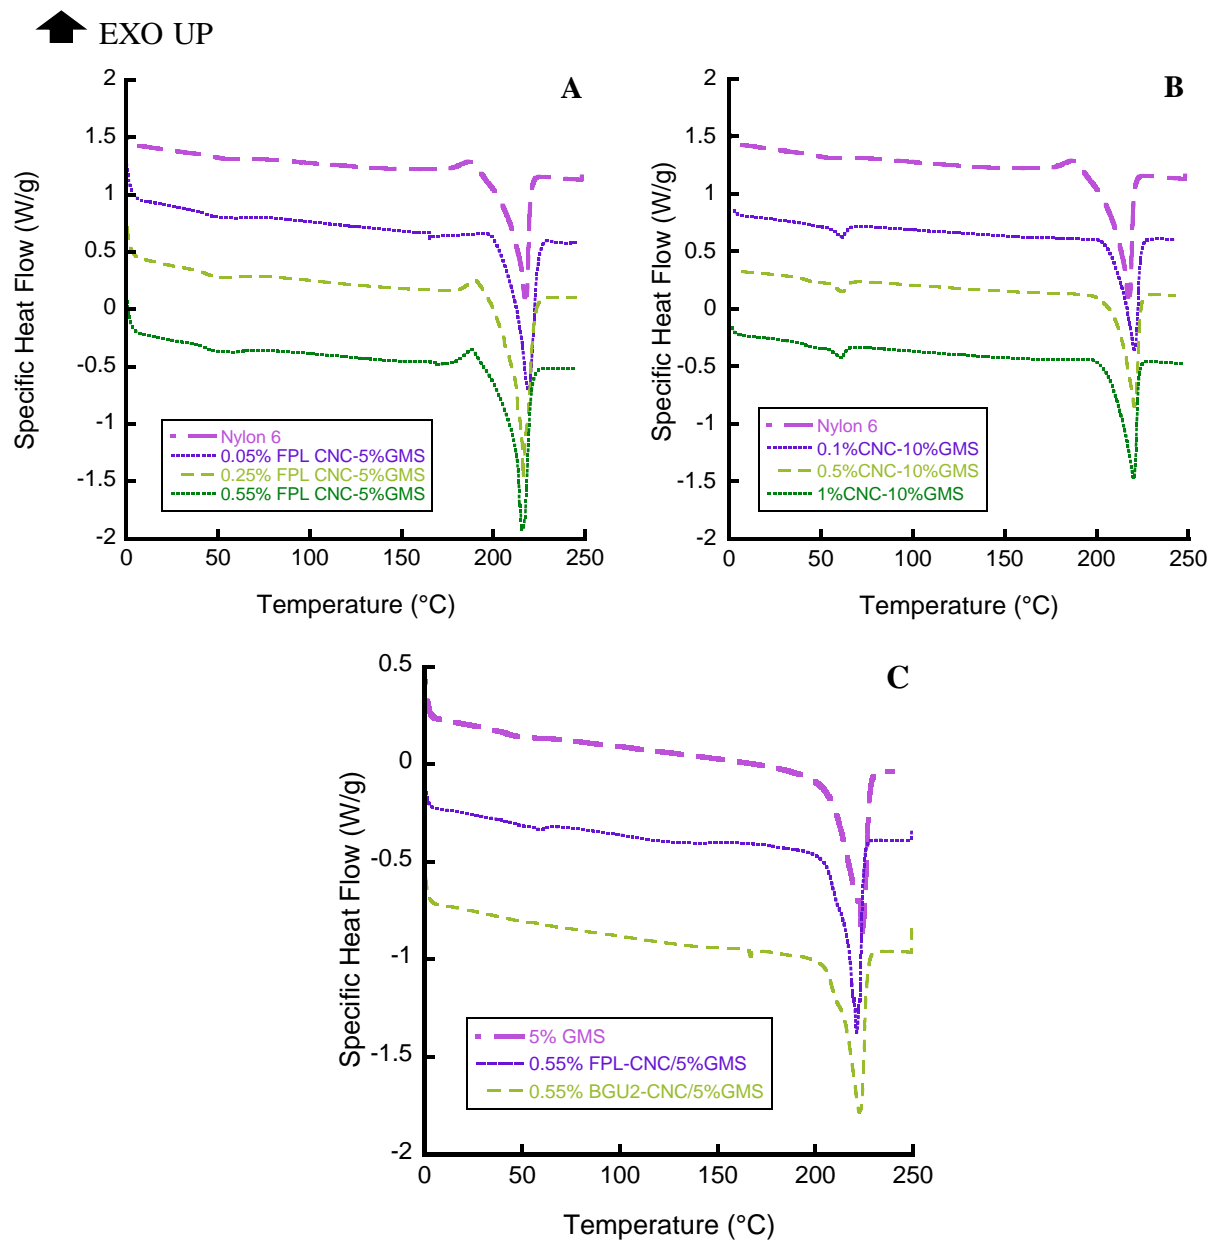 EXO UP
A
2
1.5
1
0.5
0
-0.5
-1
-1.5
-2
Specific Heat Flow (W/g)
Nylon 6
0.05% FPL CNC-5%GMS
0.25% FPL CNC-5%GMS
0.55% FPL CNC-5%GMS
0 50 100 150 200 250
Temperature (°C)
B
2
1.5
1
0.5
0
-0.5
-1
-1.5
-2
Specific Heat Flow (W/g)
Nylon 6
0.1%CNC-10%GMS
0.5%CNC-10%GMS
1%CNC-10%GMS
0 50 100 150 200 250
Temperature (°C)
C
0.5
0
-0.5
-1
-1.5
-2
Specific Heat Flow (W/g)
5% GMS
0.55% FPL-CNC/5%GMS
0.55% BGU2-CNC/5%GMS
0 50 100 150 200 250
Temperature (°C)